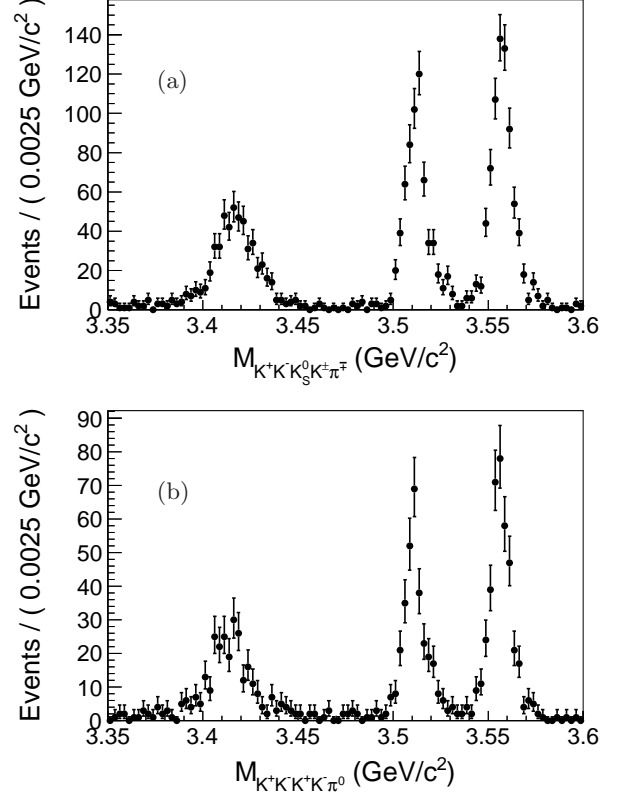 140
120
100
80
60
40
20
0
Events / ( 0.0025 GeV/c²)
(a)
3.35 3.4 3.45 3.5 3.55 3.6
M_{K⁺K⁻K_S⁰K^±π^∓} (GeV/c²)
90
80
70
60
50
40
30
20
10
0
Events / ( 0.0025 GeV/c²)
(b)
3.35 3.4 3.45 3.5 3.55 3.6
M_{K⁺K⁻K⁺K⁻π⁰} (GeV/c²)